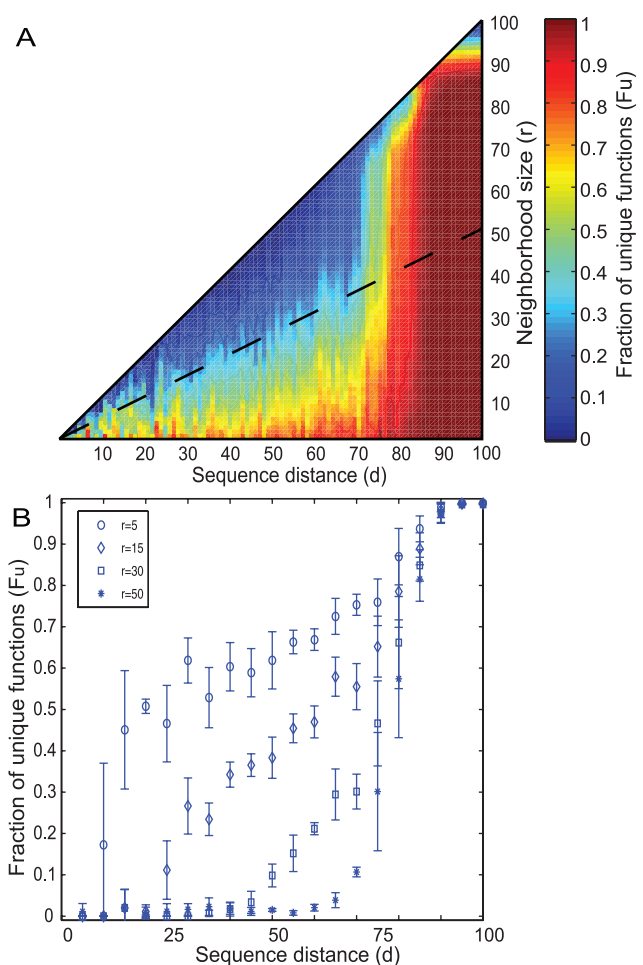 A
100
90
80
70
60
50
40
30
20
10
Neighborhood size (r)
1
0.9
0.8
0.7
0.6
0.5
0.4
0.3
0.2
0.1
0
Fraction of unique functions (Fu)
10 20 30 40 50 60 70 80 90 100
Sequence distance (d)
B
r=5
r=15
r=30
r=50
1
0.9
0.8
0.7
0.6
0.5
0.4
0.3
0.2
0.1
0
Fraction of unique functions (Fu)
0 25 50 75 100
Sequence distance (d)